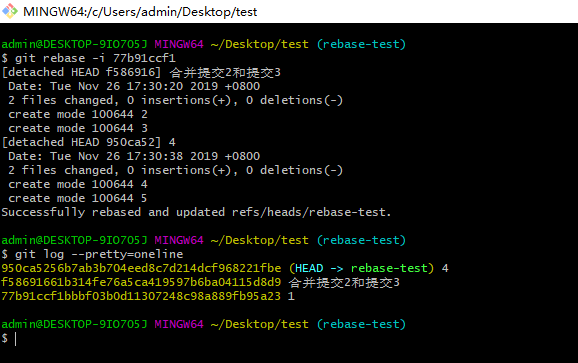 MINGW64:/c/Users/admin/Desktop/test
admin@DESKTOP-9IO7O5J MINGW64 ~/Desktop/test (rebase-test)
$ git rebase -i 77b91ccf1
[detached HEAD f586916] 合并提交2和提交3
 Date: Tue Nov 26 17:30:20 2019 +0800
 2 files changed, 0 insertions(+), 0 deletions(-)
 create mode 100644 2
 create mode 100644 3
[detached HEAD 950ca52] 4
 Date: Tue Nov 26 17:30:38 2019 +0800
 2 files changed, 0 insertions(+), 0 deletions(-)
 create mode 100644 4
 create mode 100644 5
Successfully rebased and updated refs/heads/rebase-test.
admin@DESKTOP-9IO7O5J MINGW64 ~/Desktop/test (rebase-test)
$ git log --pretty=oneline
950ca5256b7ab3b704eed8c7d214dcf968221fbe (HEAD -> rebase-test) 4
f58691661b314fe76a5ca419597b6ba04115d8d9 合并提交2和提交3
77b91ccf1bbbf03b0d11307248c98a889fb95a23 1
admin@DESKTOP-9IO7O5J MINGW64 ~/Desktop/test (rebase-test)
$